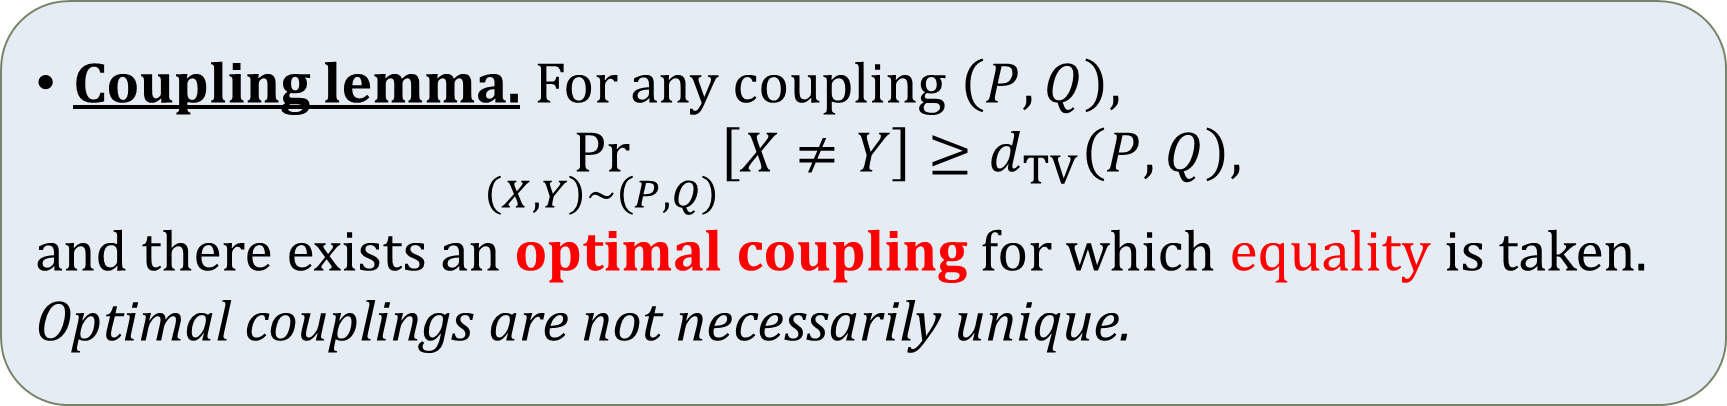 • Coupling lemma. For any coupling (P, Q),
Pr [X ≠ Y] ≥ d_TV(P, Q),
(X,Y)~(P,Q)
and there exists an optimal coupling for which equality is taken.
Optimal couplings are not necessarily unique.